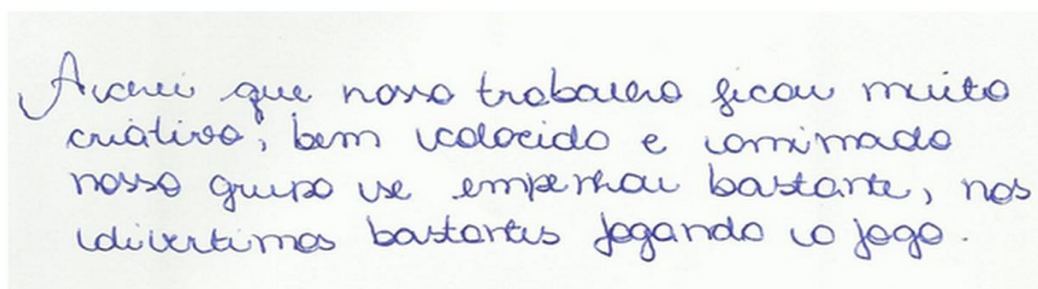 Achei que nosso trabalho ficou muito
criativo, bem colorido e animado
nosso grupo se empenhou bastante, nos
divertimos bastantes jogando o jogo.